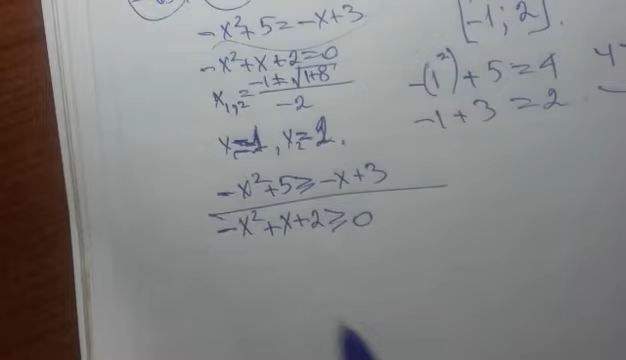 -x²+5=-x+3
-x²+x+2=0
x₁,₂=(-1±√(1+8))/-2
x=-1, x₂=2.
-x²+5⩾-x+3
-x²+x+2⩾0
[-1; 2].
-(1²)+5=4
-1+3=2